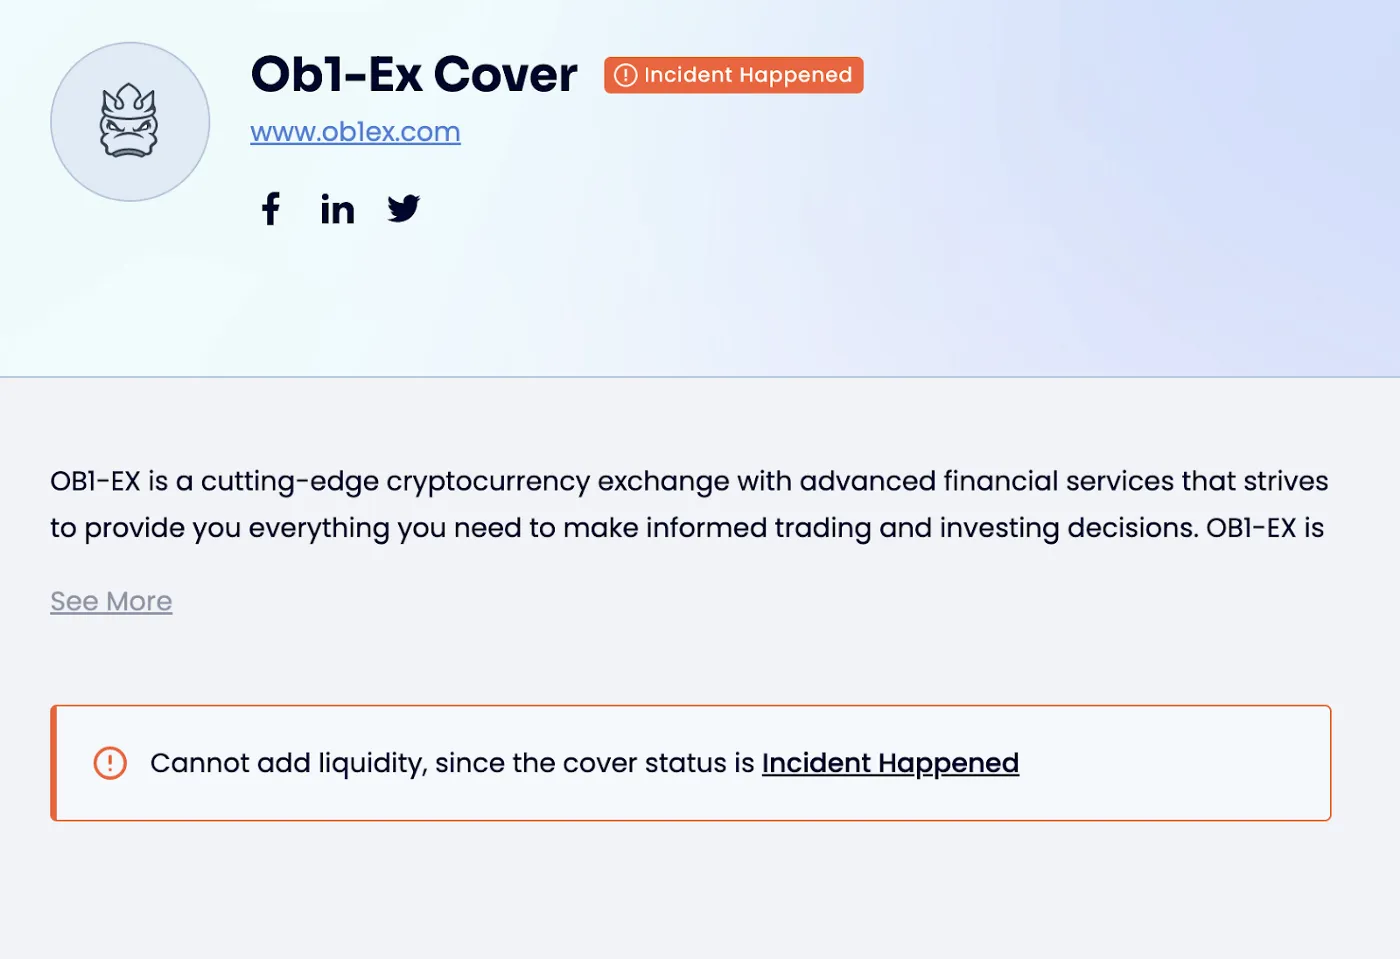 Ob1-Ex Cover
Incident Happened
www.ob1ex.com
OB1-EX is a cutting-edge cryptocurrency exchange with advanced financial services that strives
to provide you everything you need to make informed trading and investing decisions. OB1-EX is
See More
Cannot add liquidity, since the cover status is Incident Happened